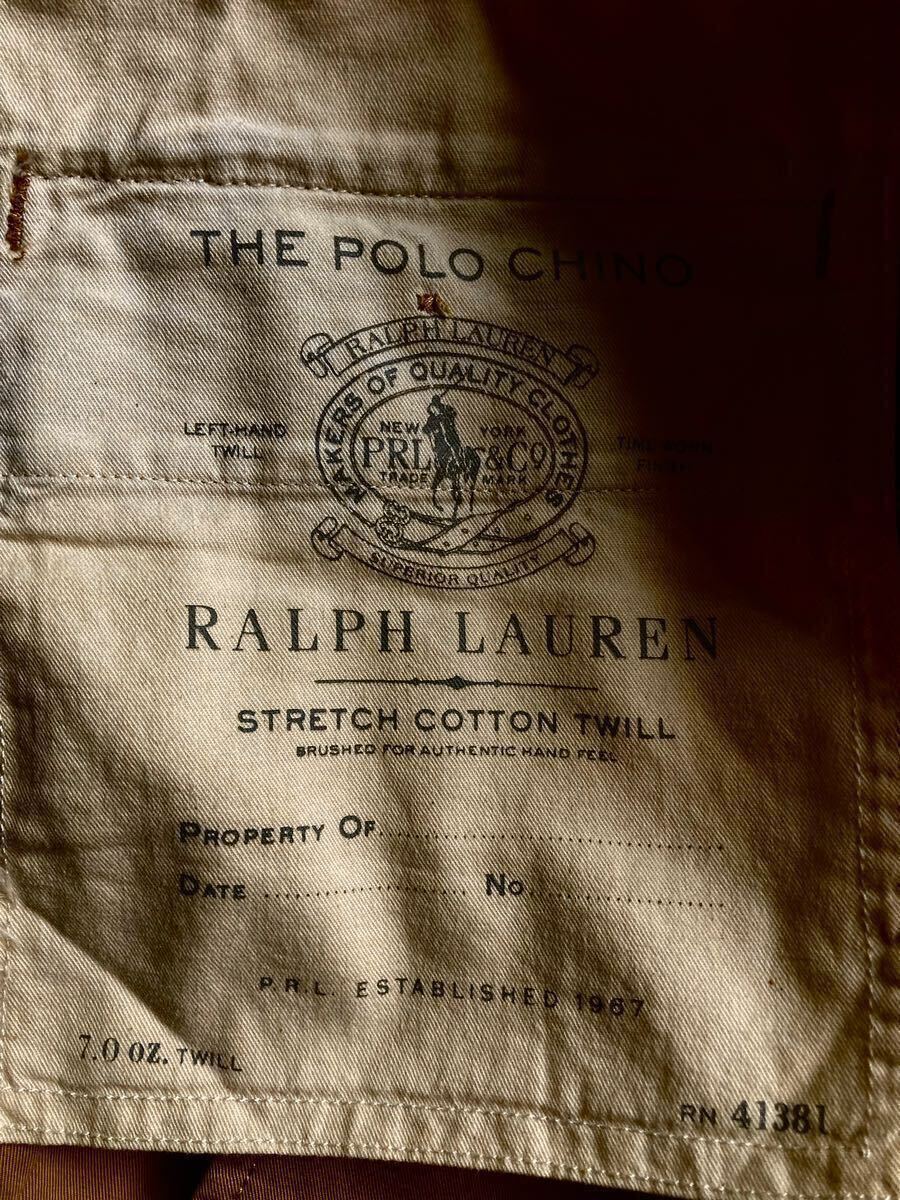 THE POLO CHINO
RALPH LAUREN
MAKERS OF QUALITY CLOTHES
LEFT-HAND
TWILL
NEW YORK
PRL & Co
TRADE MARK
TIME WORN
FINISH
SUPERIOR QUALITY
RALPH LAUREN
STRETCH COTTON TWILL
BRUSHED FOR AUTHENTIC HAND FEEL
PROPERTY OF
DATE No.
P.R.L. ESTABLISHED 1967
7.0 OZ. TWILL
RN 41381